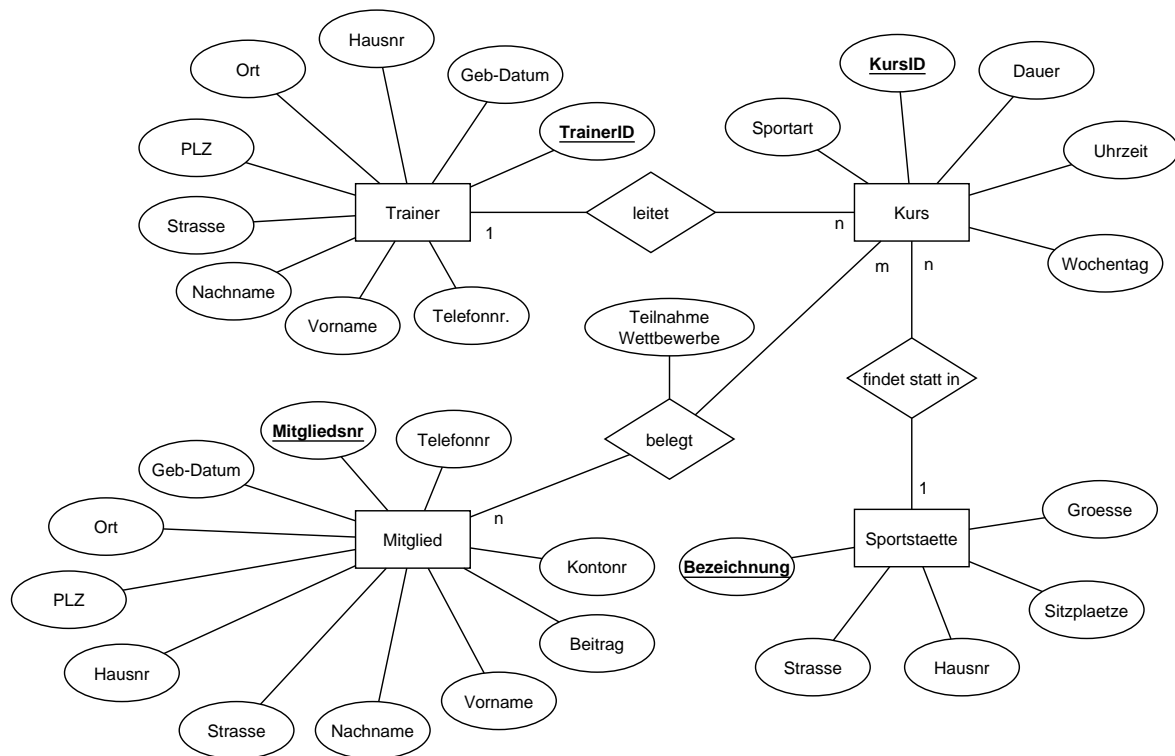 Hausnr
KursID
Ort
Geb-Datum
Dauer
Sportart
TrainerID
PLZ
Uhrzeit
Trainer
leitet
Kurs
Strasse
1
n
m
n
Wochentag
Nachname
Vorname
Telefonnr.
Teilnahme
Wettbewerbe
findet statt in
Mitgliedsnr
Telefonnr
belegt
Geb-Datum
1
n
Groesse
Ort
Mitglied
Sportstaette
Kontonr
Bezeichnung
PLZ
Sitzplaetze
Beitrag
Hausnr
Strasse
Hausnr
Vorname
Strasse
Nachname